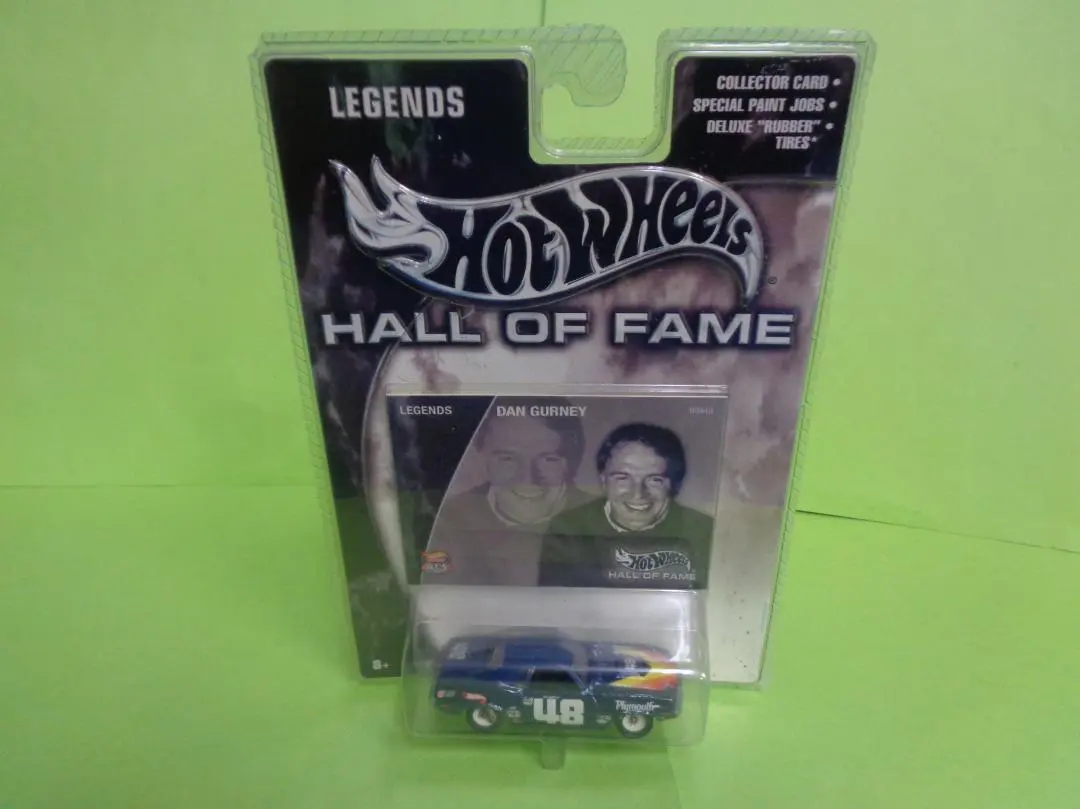 LEGENDS
COLLECTOR CARD •
SPECIAL PAINT JOBS •
DELUXE "RUBBER" •
TIRES*
HOT WHEELS
®
HALL OF FAME
LEGENDS
DAN GURNEY
HOT WHEELS
HALL OF FAME
8+
48
Plymouth